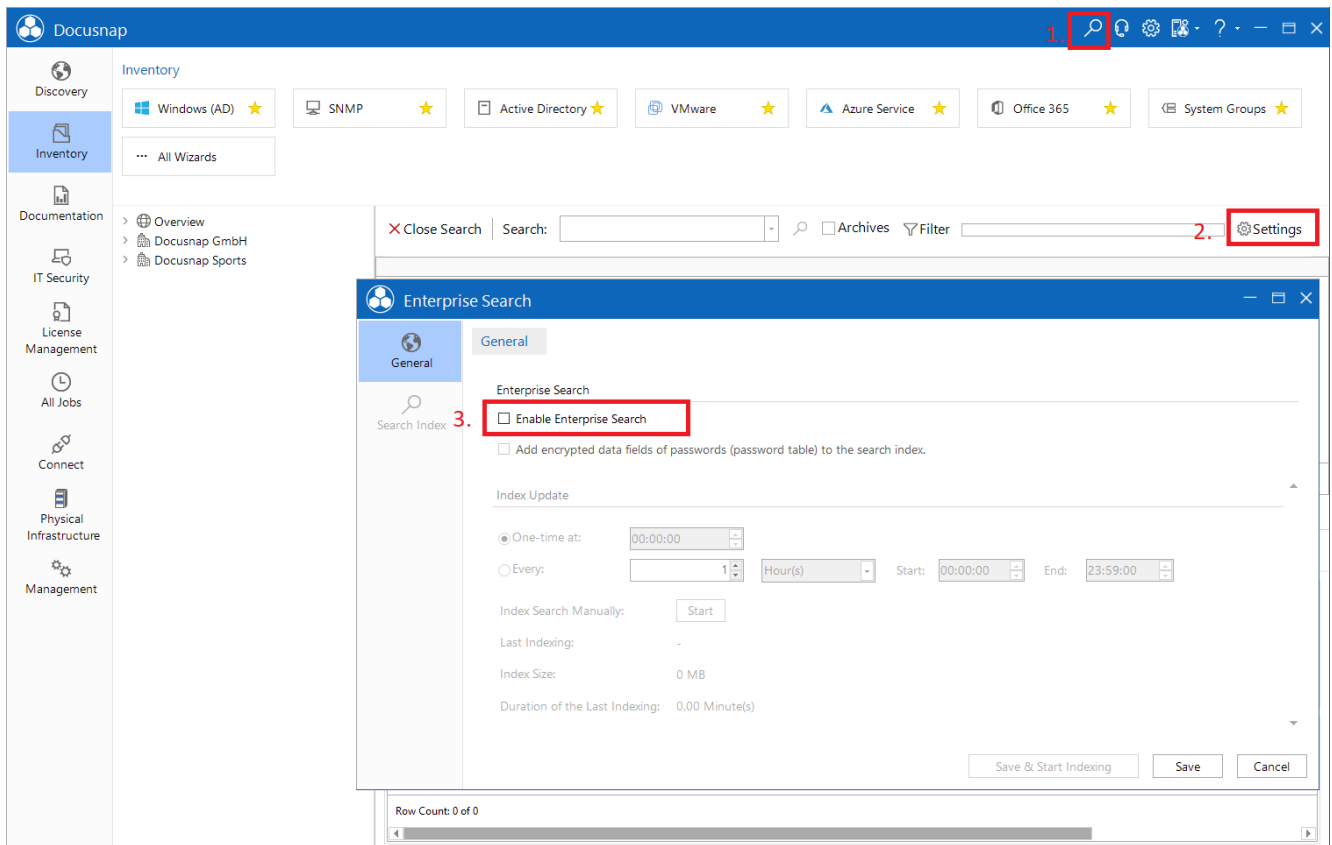 Docusnap
1.
?
Discovery
Inventory
Documentation
IT Security
License
Management
All Jobs
Connect
Physical
Infrastructure
Management
Inventory
Windows (AD)
SNMP
Active Directory
VMware
Azure Service
Office 365
System Groups
··· All Wizards
Overview
Docusnap GmbH
Docusnap Sports
Close Search
Search:
Archives
Filter
2.
Settings
Enterprise Search
General
Search Index
General
Enterprise Search
3.
Enable Enterprise Search
Add encrypted data fields of passwords (password table) to the search index.
Index Update
One-time at: 00:00:00
Every: 1 Hour(s) Start: 00:00:00 End: 23:59:00
Index Search Manually: Start
Last Indexing: -
Index Size: 0 MB
Duration of the Last Indexing: 0,00 Minute(s)
Save & Start Indexing Save Cancel
Row Count: 0 of 0